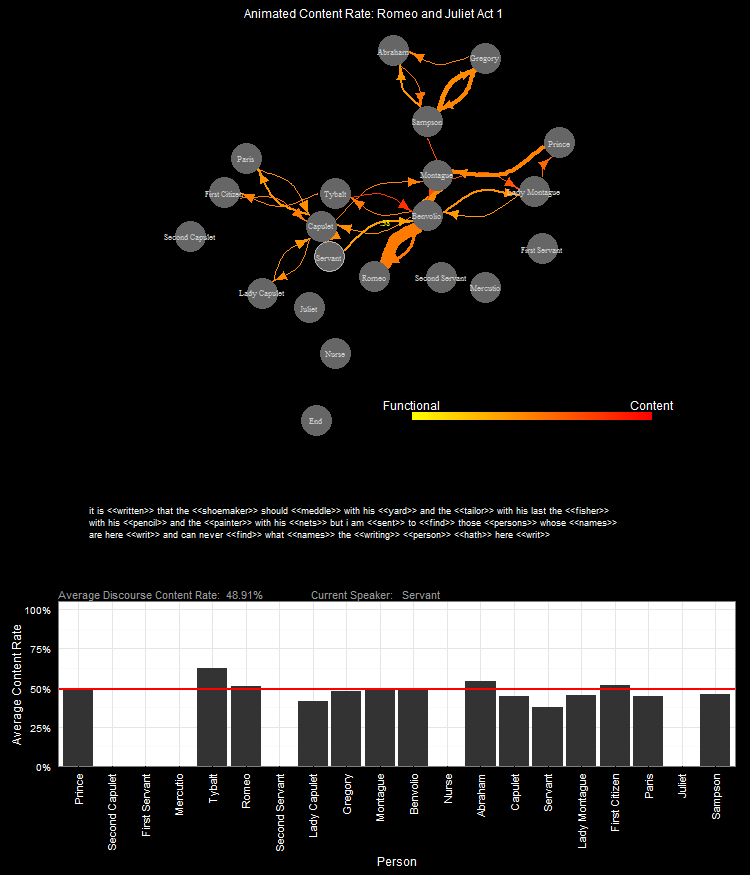 Animated Content Rate: Romeo and Juliet Act 1
Abraham
Gregory
Sampson
Prince
Paris
Montague
First Citizen
Tybalt
Lady Montague
Benvolio
.38
Capulet
Second Capulet
First Servant
Servant
Romeo
Second Servant
Mercutio
Lady Capulet
Juliet
Nurse
End
Functional Content
it is <<written>> that the <<shoemaker>> should <<meddle>> with his <<yard>> and the <<tailor>> with his last the <<fisher>>
with his <<pencil>> and the <<painter>> with his <<nets>> but i am <<sent>> to <<find>> those <<persons>> whose <<names>>
are here <<writ>> and can never <<find>> what <<names>> the <<writing>> <<person>> <<hath>> here <<writ>>
Average Discourse Content Rate: 48.91% Current Speaker: Servant
Average Content Rate
100%
75%
50%
25%
0%
Prince
Second Capulet
First Servant
Mercutio
Tybalt
Romeo
Second Servant
Lady Capulet
Gregory
Montague
Benvolio
Nurse
Abraham
Capulet
Servant
Lady Montague
First Citizen
Paris
Juliet
Sampson
Person